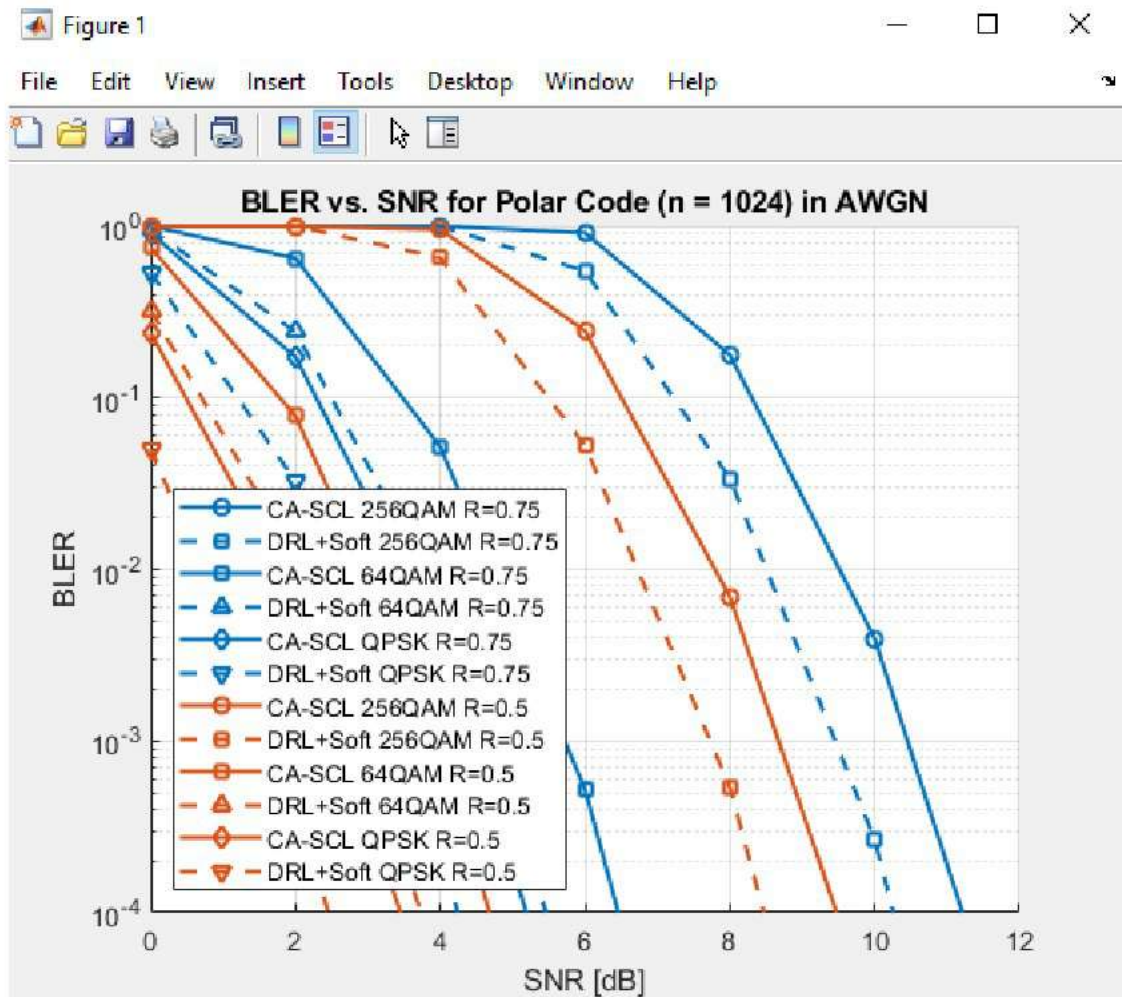 Figure 1
File Edit View Insert Tools Desktop Window Help
BLER vs. SNR for Polar Code (n = 1024) in AWGN
10^0
10^-1
10^-2
10^-3
10^-4
BLER
CA-SCL 256QAM R=0.75
DRL+Soft 256QAM R=0.75
CA-SCL 64QAM R=0.75
DRL+Soft 64QAM R=0.75
CA-SCL QPSK R=0.75
DRL+Soft QPSK R=0.75
CA-SCL 256QAM R=0.5
DRL+Soft 256QAM R=0.5
CA-SCL 64QAM R=0.5
DRL+Soft 64QAM R=0.5
CA-SCL QPSK R=0.5
DRL+Soft QPSK R=0.5
0 2 4 6 8 10 12
SNR [dB]